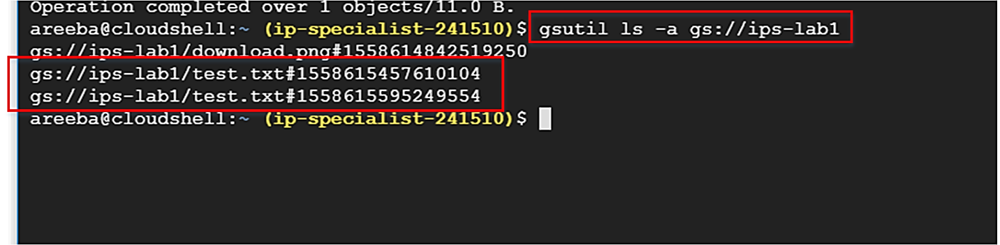 Operation completed over 1 objects/11.0 B.
areeba@cloudshell:~ (ip-specialist-241510)$ gsutil ls -a gs://ips-lab1
gs://ips-lab1/download.png#1558614842519250
gs://ips-lab1/test.txt#1558615457610104
gs://ips-lab1/test.txt#1558615595249554
areeba@cloudshell:~ (ip-specialist-241510)$